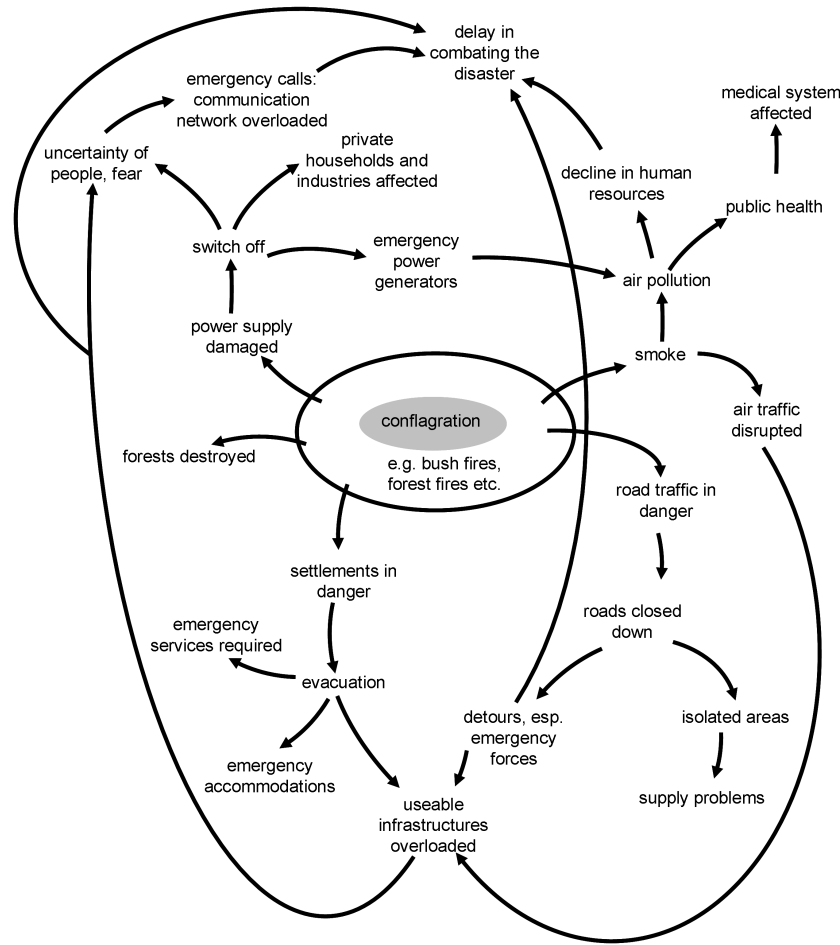 delay in
combating the
disaster
emergency calls:
communication
network overloaded
medical system
affected
uncertainty of
people, fear
private
households and
industries affected
decline in human
resources
public health
switch off
emergency
power
generators
air pollution
power supply
damaged
smoke
air traffic
disrupted
conflagration
forests destroyed
e.g. bush fires,
forest fires etc.
road traffic in
danger
settlements in
danger
roads closed
down
emergency
services required
evacuation
detours, esp.
emergency
forces
isolated areas
emergency
accommodations
supply problems
useable
infrastructures
overloaded